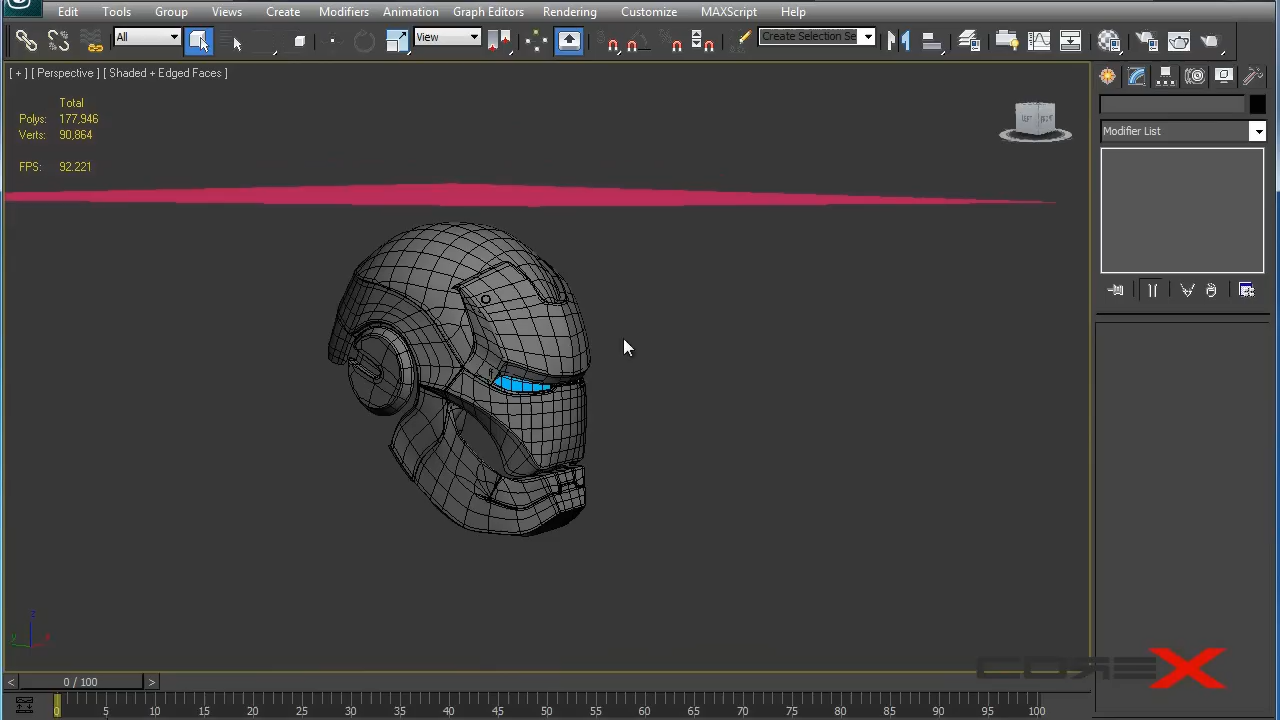 Edit Tools Group Views Create Modifiers Animation Graph Editors Rendering Customize MAXScript Help
All View Create Selection Se
[ + ] [ Perspective ] [ Shaded + Edged Faces ]
Total
Polys: 177,946
Verts: 90,864
FPS: 92.221
Modifier List
z
y x
< 0 / 100 >
0 5 10 15 20 25 30 35 40 45 50 55 60 65 70 75 80 85 90 95 100
COREX